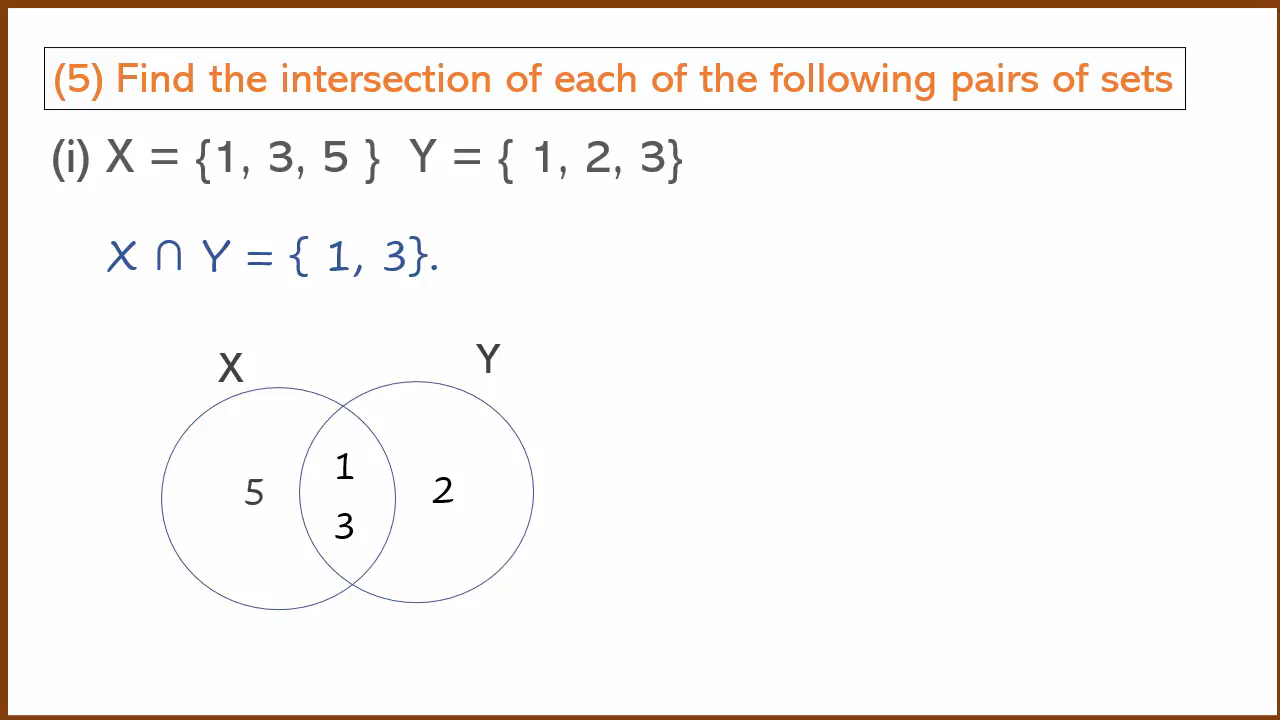 (5) Find the intersection of each of the following pairs of sets
(i) X = {1, 3, 5 } Y = { 1, 2, 3}
X ∩ Y = { 1, 3}.
X Y
5 1 3 2